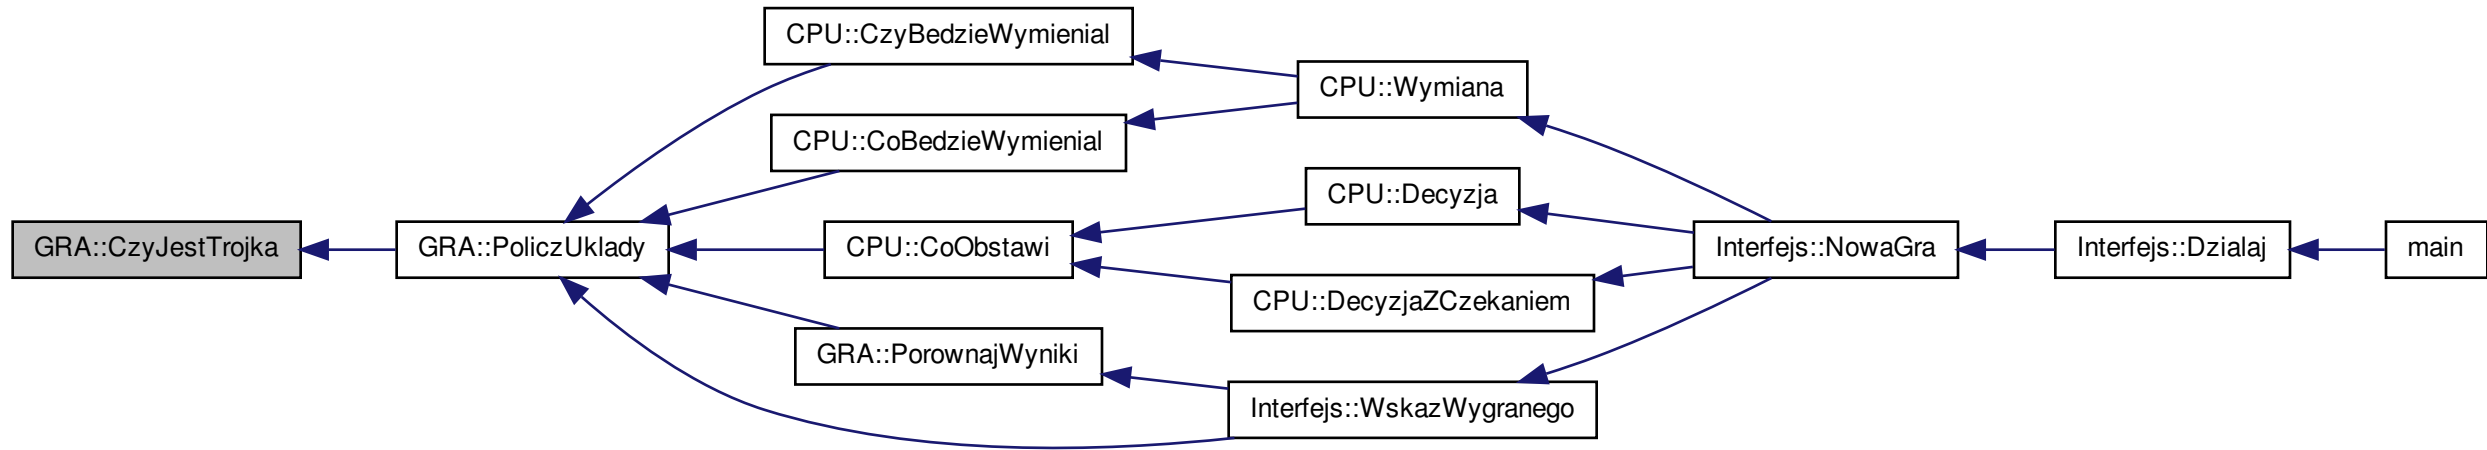 CPU::CzyBedzieWymienial
CPU::Wymiana
CPU::CoBedzieWymienial
CPU::Decyzja
GRA::CzyJestTrojka
GRA::PoliczUklady
CPU::CoObstawi
Interfejs::NowaGra
Interfejs::Dzialaj
main
CPU::DecyzjaZCzekaniem
GRA::PorownajWyniki
Interfejs::WskazWygranego